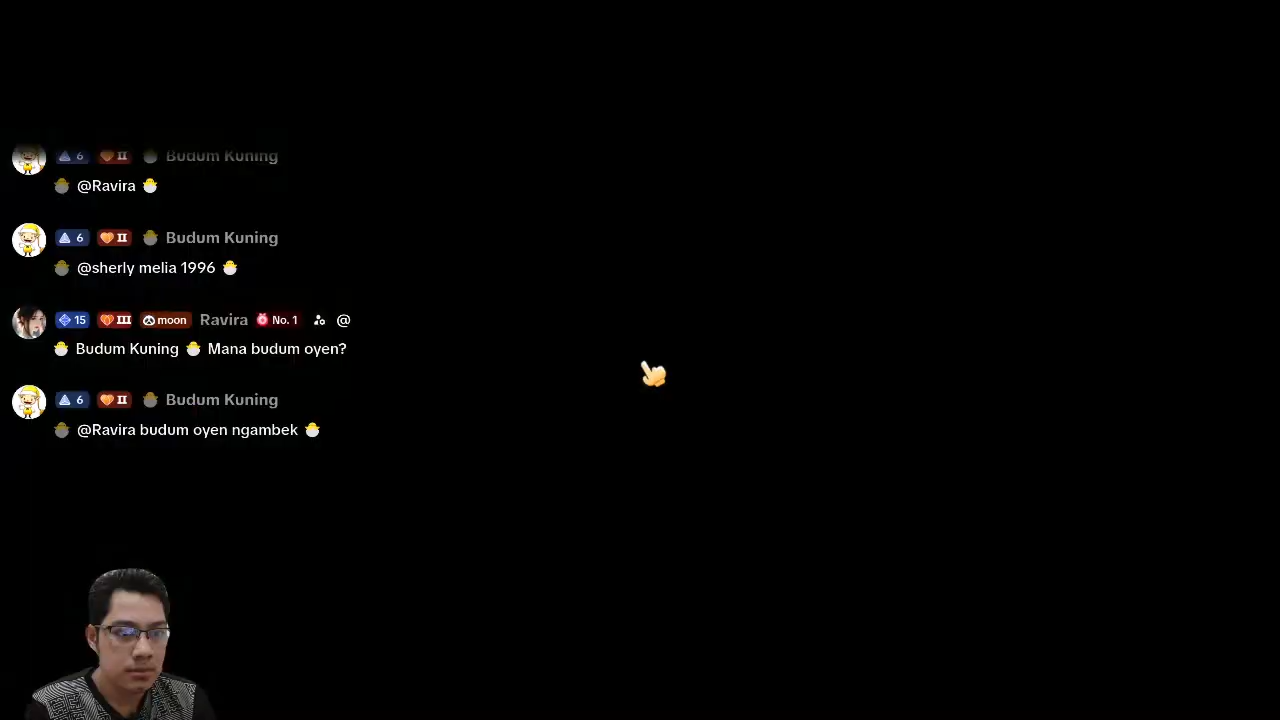 6 II Budum Kuning
@Ravira
6 II Budum Kuning
@sherly melia 1996
15 III moon Ravira No. 1 @
Budum Kuning Mana budum oyen?
6 II Budum Kuning
@Ravira budum oyen ngambek